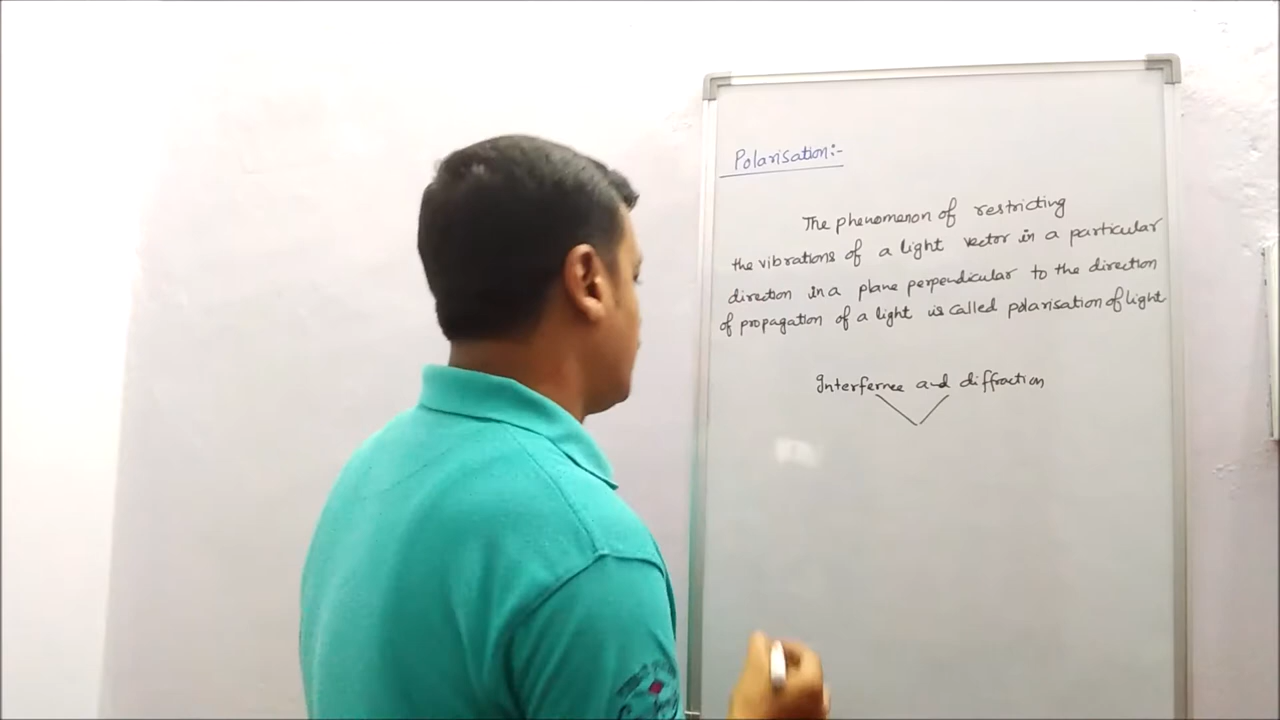 Polarisation:-
The phenomenon of restricting
the vibrations of a light vector in a particular
direction in a plane perpendicular to the direction
of propagation of a light is called polarisation of light
Interfernce and diffraction